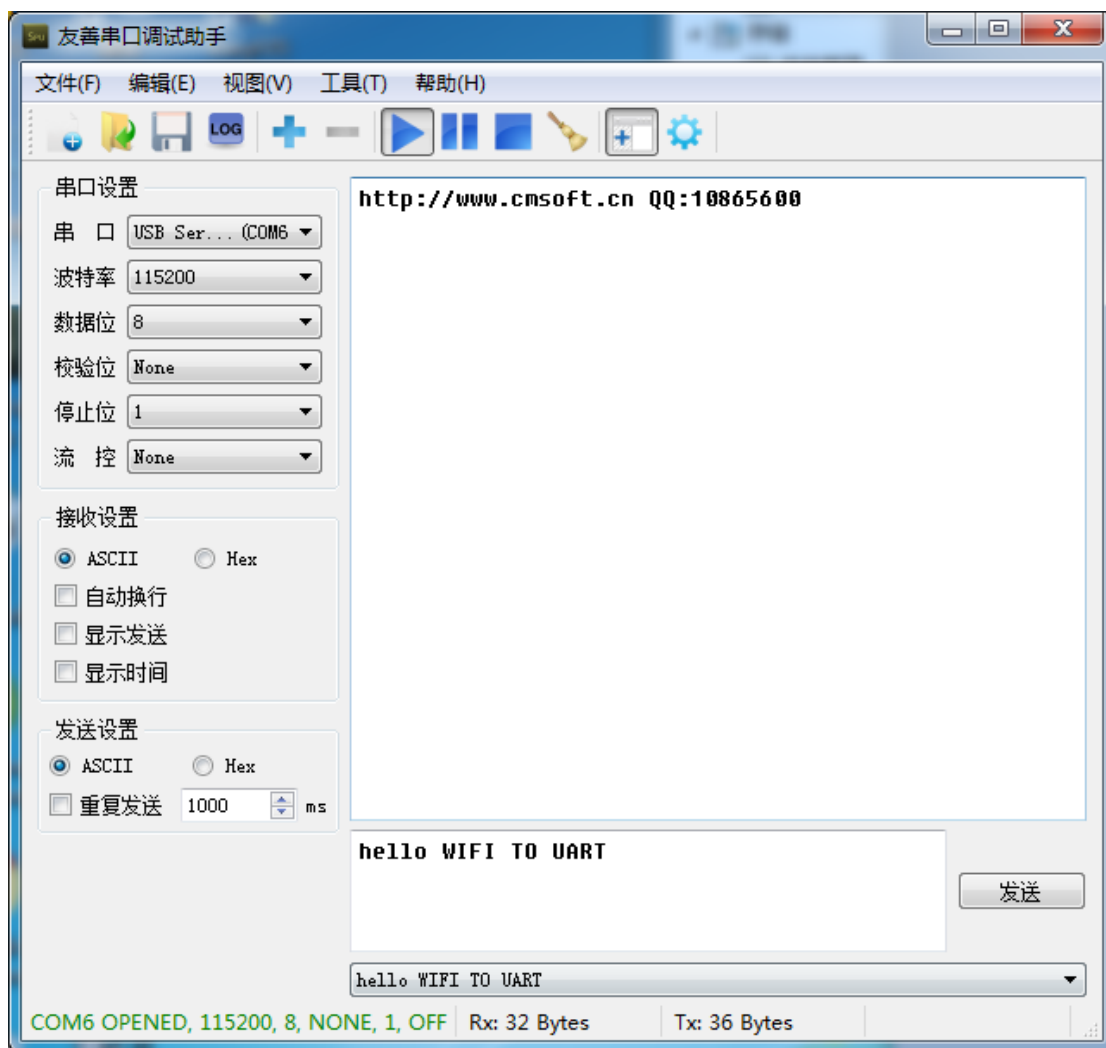 友善串口调试助手
文件(F) 编辑(E) 视图(V) 工具(T) 帮助(H)
LOG
串口设置
串 口 USB Ser... (COM6
波特率 115200
数据位 8
校验位 None
停止位 1
流 控 None
接收设置
ASCII Hex
自动换行
显示发送
显示时间
发送设置
ASCII Hex
重复发送 1000 ms
http://www.cmsoft.cn QQ:10865600
hello WIFI TO UART
发送
hello WIFI TO UART
COM6 OPENED, 115200, 8, NONE, 1, OFF Rx: 32 Bytes Tx: 36 Bytes